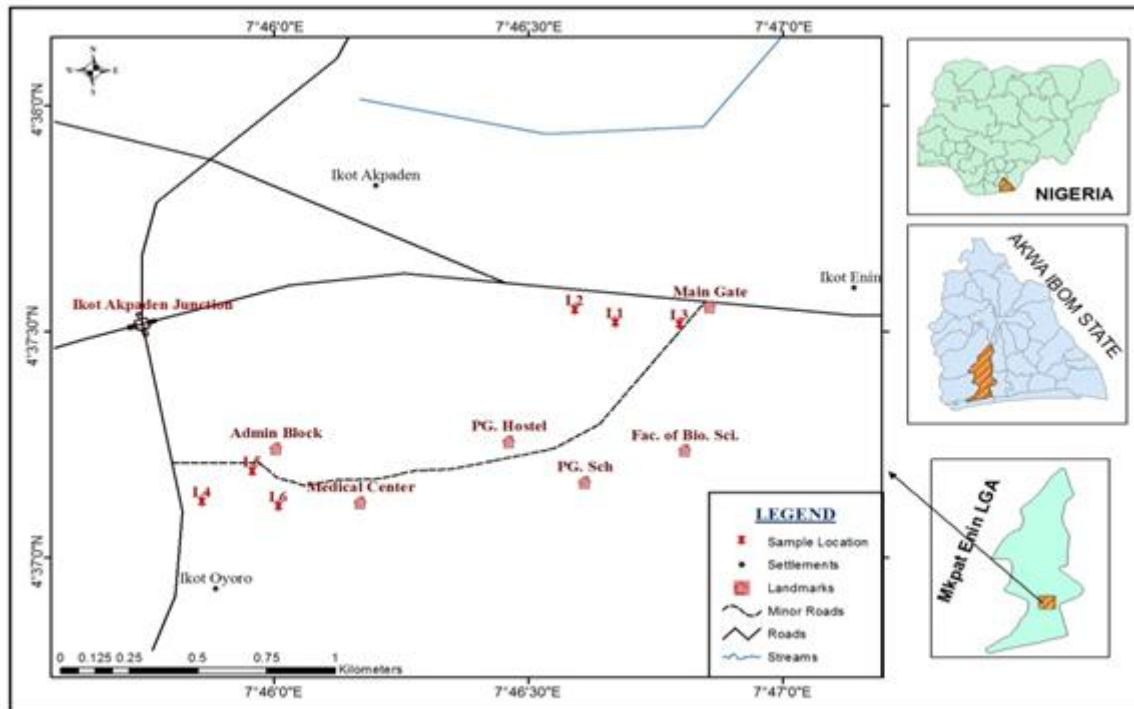 7°46'0"E 7°46'30"E 7°47'0"E
N
W E
S
4°38'0"N
Ikot Akpaden
Ikot Enin
Ikot Akpaden Junction
L2
L1
L3
Main Gate
4°37'30"N
Admin Block
PG. Hostel
Fac. of Bio. Sci.
L5
L4
L6
Medical Center
PG. Sch
4°37'0"N
Ikot Oyoro
0 0.125 0.25 0.5 0.75 1
Kilometers
7°46'0"E 7°46'30"E 7°47'0"E
LEGEND
Sample Location
Settlements
Landmarks
Minor Roads
Roads
Streams
NIGERIA
AKWA IBOM STATE
Mkpat Enin LGA